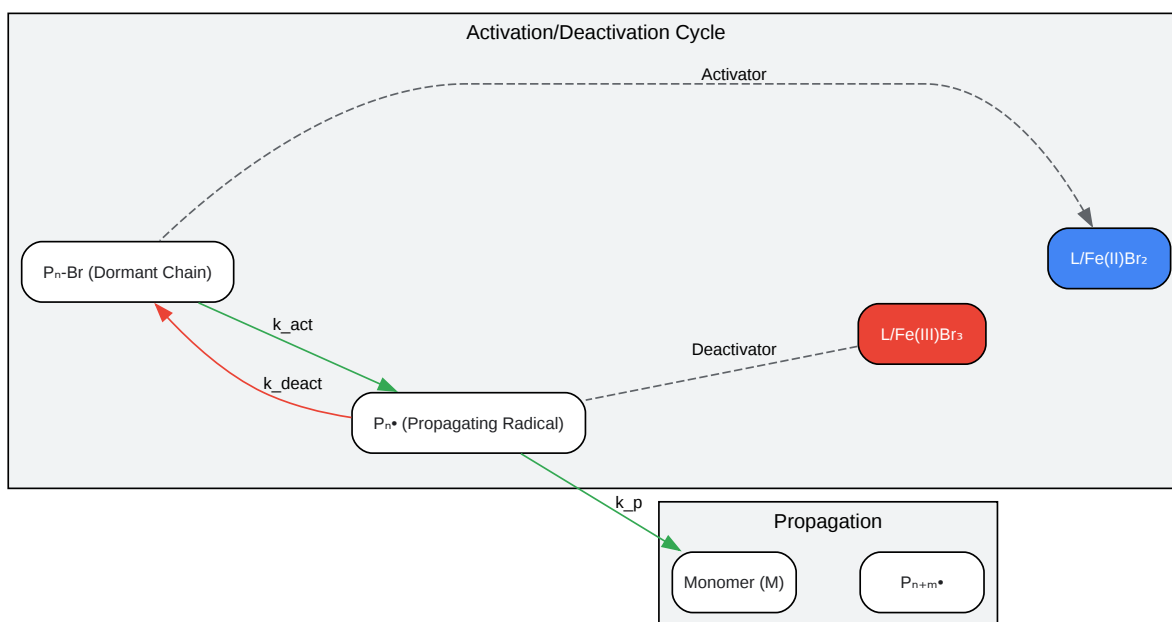 Activation/Deactivation Cycle
Activator
L/Fe(II)Br₂
Pₙ-Br (Dormant Chain)
k_act
L/Fe(III)Br₃
Deactivator
k_deact
Pₙ• (Propagating Radical)
k_p
Propagation
Monomer (M)
Pₙ₊ₘ•